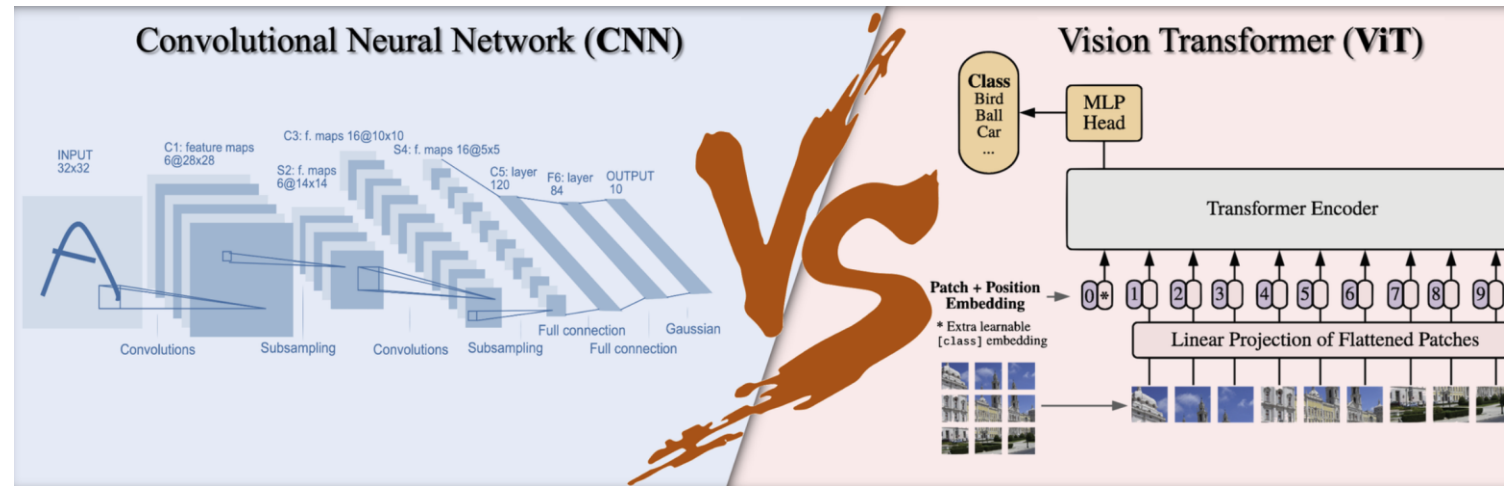 Convolutional Neural Network (CNN)
INPUT
32x32
C1: feature maps
6@28x28
S2: f. maps
6@14x14
C3: f. maps 16@10x10
S4: f. maps 16@5x5
C5: layer
120
F6: layer
84
OUTPUT
10
Convolutions
Subsampling
Convolutions
Subsampling
Full connection
Full connection
Gaussian
VS
Vision Transformer (ViT)
Class
Bird
Ball
Car
...
MLP
Head
Transformer Encoder
Patch + Position
Embedding
0 * 1 2 3 4 5 6 7 8 9
* Extra learnable
[class] embedding
Linear Projection of Flattened Patches